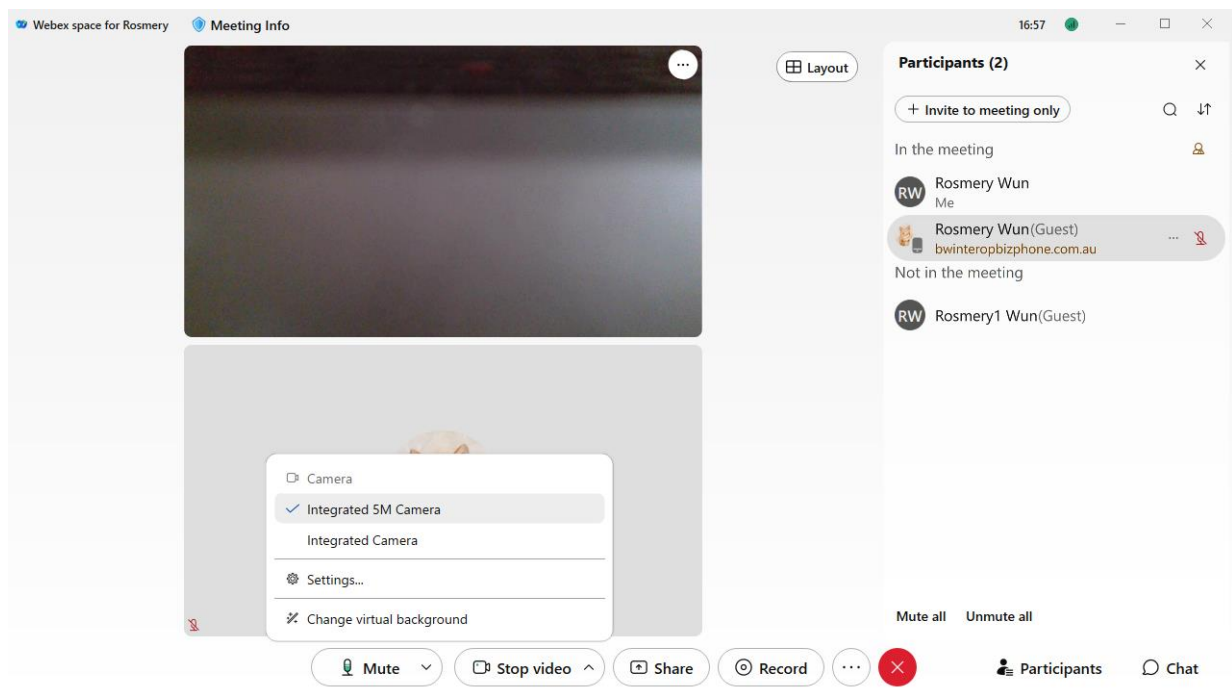 Webex space for Rosmery
Meeting Info
16:57
Layout
Participants (2)
+ Invite to meeting only
In the meeting
RW
Rosmery Wun
Me
Rosmery Wun(Guest)
bwinteropbizphone.com.au
Not in the meeting
RW
Rosmery1 Wun(Guest)
Camera
Integrated 5M Camera
Integrated Camera
Settings...
Change virtual background
Mute all Unmute all
Mute
Stop video
Share
Record
Participants
Chat